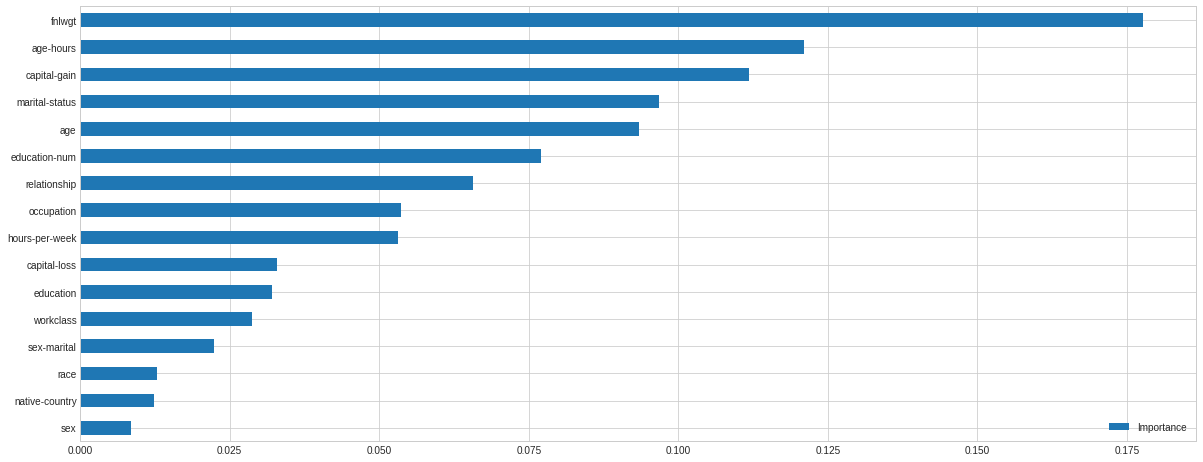 fnlwgt
age-hours
capital-gain
marital-status
age
education-num
relationship
occupation
hours-per-week
capital-loss
education
workclass
sex-marital
race
native-country
sex
Importance
0.000 0.025 0.050 0.075 0.100 0.125 0.150 0.175